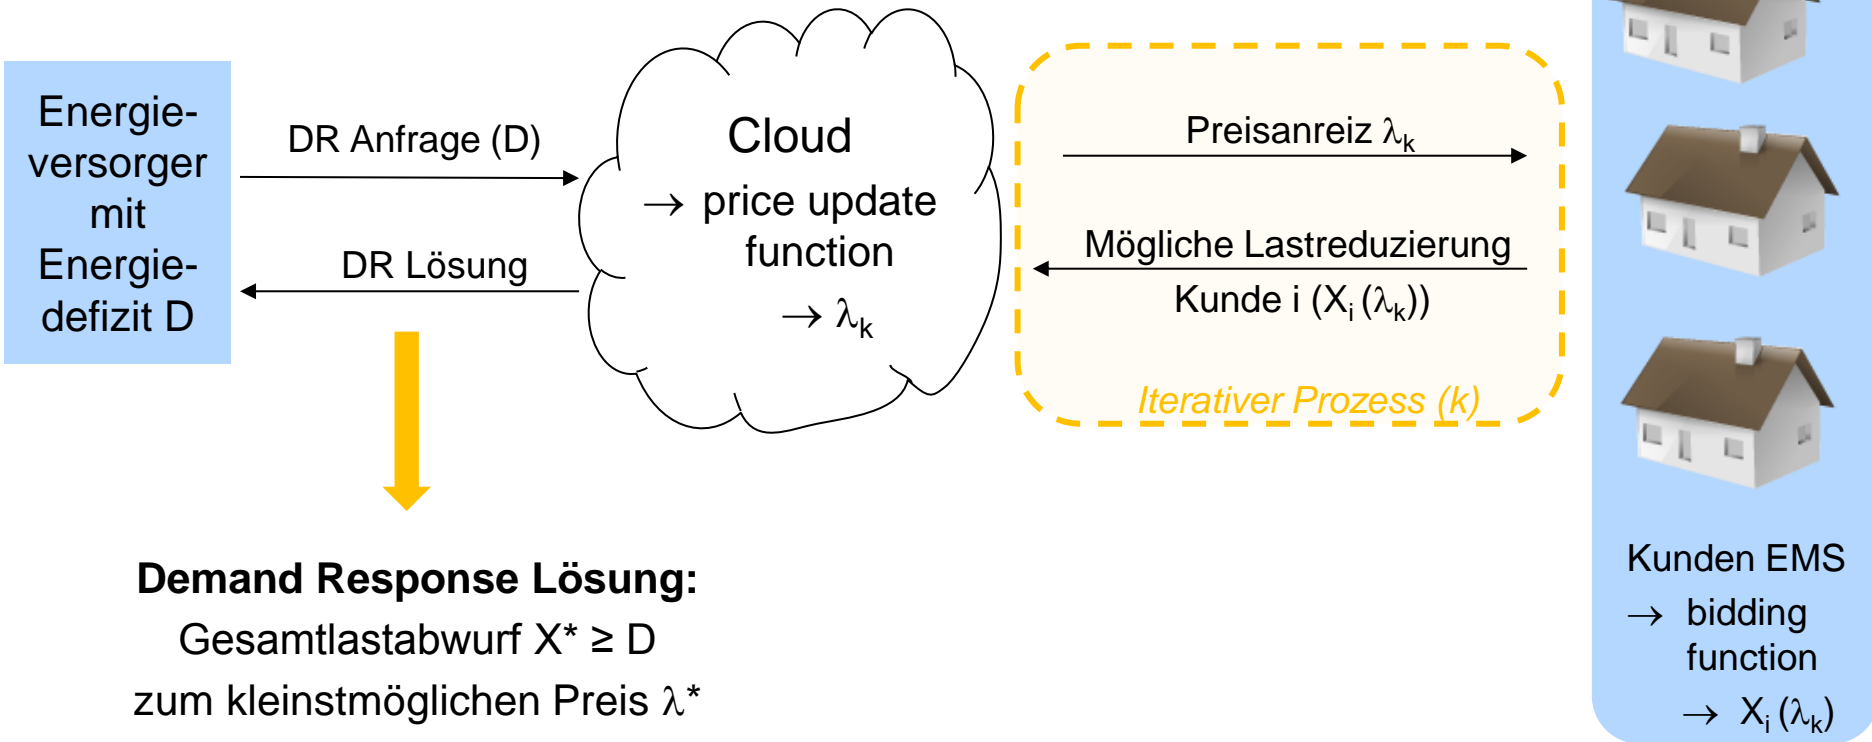 Energie-
versorger
mit
Energie-
defizit D
DR Anfrage (D)
DR Lösung
Cloud
→ price update
function
→ λk
Preisanreiz λk
Mögliche Lastreduzierung
Kunde i (Xi (λk))
Iterativer Prozess (k)
Demand Response Lösung:
Gesamtlastabwurf X* ≥ D
zum kleinstmöglichen Preis λ*
Kunden EMS
→ bidding
function
→ Xi (λk)